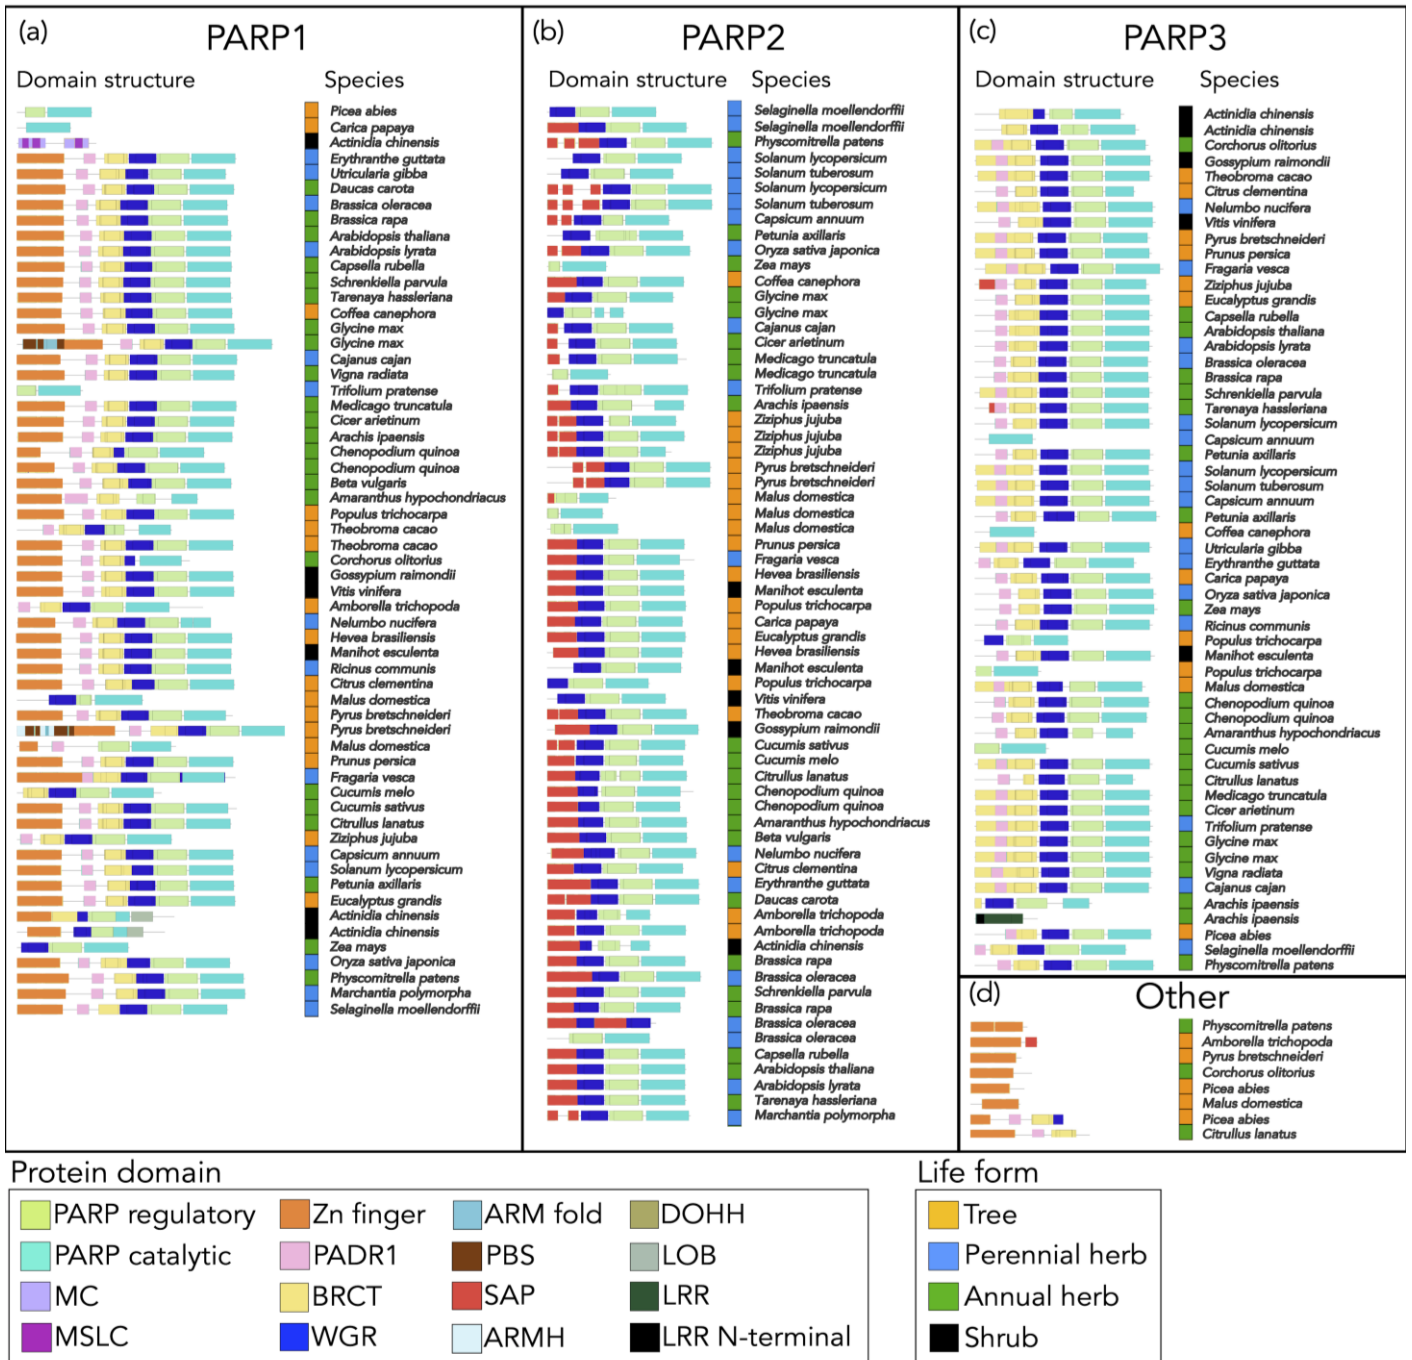 (a) PARP1
Domain structure Species
Picea abies
Carica papaya
Actinidia chinensis
Erythranthe guttata
Utricularia gibba
Daucas carota
Brassica oleracea
Brassica rapa
Arabidopsis thaliana
Arabidopsis lyrata
Capsella rubella
Schrenkiella parvula
Tarenaya hassleriana
Coffea canephora
Glycine max
Glycine max
Cajanus cajan
Vigna radiata
Trifolium pratense
Medicago truncatula
Cicer arietinum
Arachis ipaensis
Chenopodium quinoa
Chenopodium quinoa
Beta vulgaris
Amaranthus hypochondriacus
Populus trichocarpa
Theobroma cacao
Theobroma cacao
Corchorus olitorius
Gossypium raimondii
Vitis vinifera
Amborella trichopoda
Nelumbo nucifera
Hevea brasiliensis
Manihot esculenta
Ricinus communis
Citrus clementina
Malus domestica
Pyrus bretschneideri
Pyrus bretschneideri
Malus domestica
Prunus persica
Fragaria vesca
Cucumis melo
Cucumis sativus
Citrullus lanatus
Ziziphus jujuba
Capsicum annuum
Solanum lycopersicum
Petunia axillaris
Eucalyptus grandis
Actinidia chinensis
Actinidia chinensis
Zea mays
Oryza sativa japonica
Physcomitrella patens
Marchantia polymorpha
Selaginella moellendorffii
(b) PARP2
Domain structure Species
Selaginella moellendorffii
Selaginella moellendorffii
Physcomitrella patens
Solanum lycopersicum
Solanum tuberosum
Solanum lycopersicum
Solanum tuberosum
Capsicum annuum
Petunia axillaris
Oryza sativa japonica
Zea mays
Coffea canephora
Glycine max
Glycine max
Cajanus cajan
Cicer arietinum
Medicago truncatula
Medicago truncatula
Trifolium pratense
Arachis ipaensis
Ziziphus jujuba
Ziziphus jujuba
Ziziphus jujuba
Pyrus bretschneideri
Pyrus bretschneideri
Malus domestica
Malus domestica
Malus domestica
Prunus persica
Fragaria vesca
Hevea brasiliensis
Manihot esculenta
Populus trichocarpa
Carica papaya
Eucalyptus grandis
Hevea brasiliensis
Manihot esculenta
Populus trichocarpa
Vitis vinifera
Theobroma cacao
Gossypium raimondii
Cucumis sativus
Cucumis melo
Citrullus lanatus
Chenopodium quinoa
Chenopodium quinoa
Amaranthus hypochondriacus
Beta vulgaris
Nelumbo nucifera
Citrus clementina
Erythranthe guttata
Daucas carota
Amborella trichopoda
Amborella trichopoda
Actinidia chinensis
Brassica rapa
Brassica oleracea
Schrenkiella parvula
Brassica rapa
Brassica oleracea
Brassica oleracea
Capsella rubella
Arabidopsis thaliana
Arabidopsis lyrata
Tarenaya hassleriana
Marchantia polymorpha
(c) PARP3
Domain structure Species
Actinidia chinensis
Actinidia chinensis
Corchorus olitorius
Gossypium raimondii
Theobroma cacao
Citrus clementina
Nelumbo nucifera
Vitis vinifera
Pyrus bretschneideri
Prunus persica
Fragaria vesca
Ziziphus jujuba
Eucalyptus grandis
Capsella rubella
Arabidopsis thaliana
Arabidopsis lyrata
Brassica oleracea
Brassica rapa
Schrenkiella parvula
Tarenaya hassleriana
Solanum lycopersicum
Capsicum annuum
Petunia axillaris
Solanum lycopersicum
Solanum tuberosum
Capsicum annuum
Petunia axillaris
Coffea canephora
Utricularia gibba
Erythranthe guttata
Carica papaya
Oryza sativa japonica
Zea mays
Ricinus communis
Populus trichocarpa
Manihot esculenta
Populus trichocarpa
Malus domestica
Chenopodium quinoa
Chenopodium quinoa
Amaranthus hypochondriacus
Cucumis melo
Cucumis sativus
Citrullus lanatus
Medicago truncatula
Cicer arietinum
Trifolium pratense
Glycine max
Glycine max
Vigna radiata
Cajanus cajan
Arachis ipaensis
Arachis ipaensis
Picea abies
Selaginella moellendorffii
Physcomitrella patens
(d) Other
Physcomitrella patens
Amborella trichopoda
Pyrus bretschneideri
Corchorus olitorius
Picea abies
Malus domestica
Picea abies
Citrullus lanatus
Protein domain
PARP regulatory Zn finger ARM fold DOHH
PARP catalytic PADR1 PBS LOB
MC BRCT SAP LRR
MSLC WGR ARMH LRR N-terminal
Life form
Tree
Perennial herb
Annual herb
Shrub